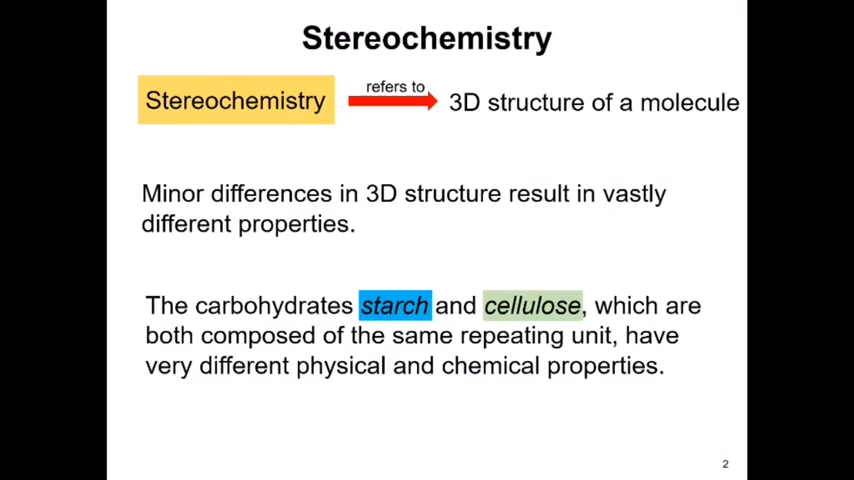 Stereochemistry
refers to
Stereochemistry 3D structure of a molecule
Minor differences in 3D structure result in vastly
different properties.
The carbohydrates starch and cellulose, which are
both composed of the same repeating unit, have
very different physical and chemical properties.
2